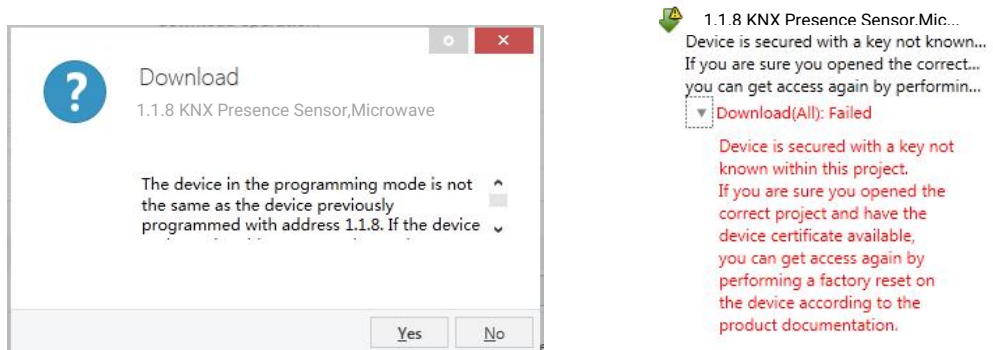 Download
1.1.8 KNX Presence Sensor,Microwave
The device in the programming mode is not
the same as the device previously
programmed with address 1.1.8. If the device
Yes
No
1.1.8 KNX Presence Sensor.Mic...
Device is secured with a key not known...
If you are sure you opened the correct...
you can get access again by performin...
Download(All): Failed
Device is secured with a key not
known within this project.
If you are sure you opened the
correct project and have the
device certificate available,
you can get access again by
performing a factory reset on
the device according to the
product documentation.